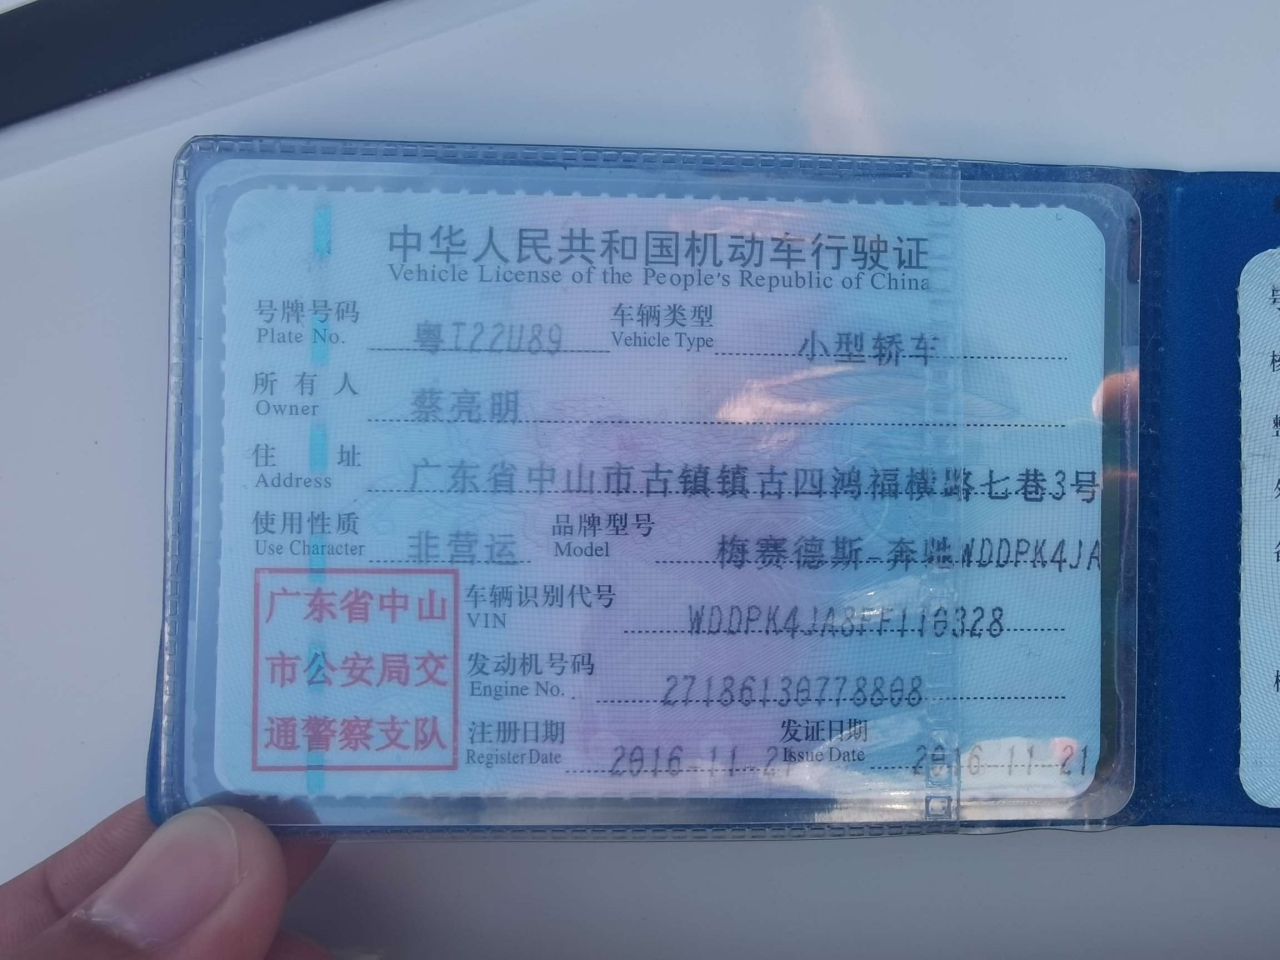 中华人民共和国机动车行驶证
Vehicle License of the People's Republic of China
号牌号码 粤T22U89 车辆类型 小型轿车
Plate No. Vehicle Type
所有人 蔡亮明
Owner
住址 广东省中山市古镇镇古四鸿福横路七巷3号
Address
使用性质 非营运 品牌型号 梅赛德斯-奔驰WDDPK4JA
Use Character Model
广东省中山
市公安局交
通警察支队
车辆识别代号 WDDPK4JA8FF110328
VIN
发动机号码 27186130778808
Engine No.
注册日期 2016-11-21 发证日期 2016-11-21
Register Date Issue Date
号